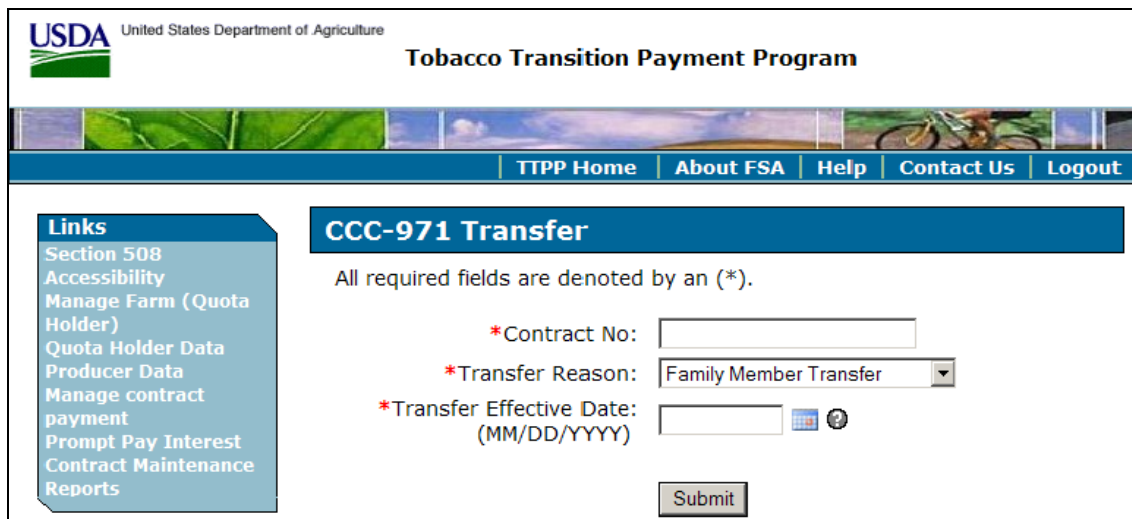 USDA United States Department of Agriculture
Tobacco Transition Payment Program
TTPP Home | About FSA | Help | Contact Us | Logout
Links
Section 508
Accessibility
Manage Farm (Quota
Holder)
Quota Holder Data
Producer Data
Manage contract
payment
Prompt Pay Interest
Contract Maintenance
Reports
CCC-971 Transfer
All required fields are denoted by an (*).
*Contract No:
*Transfer Reason: Family Member Transfer
*Transfer Effective Date:
(MM/DD/YYYY)
Submit